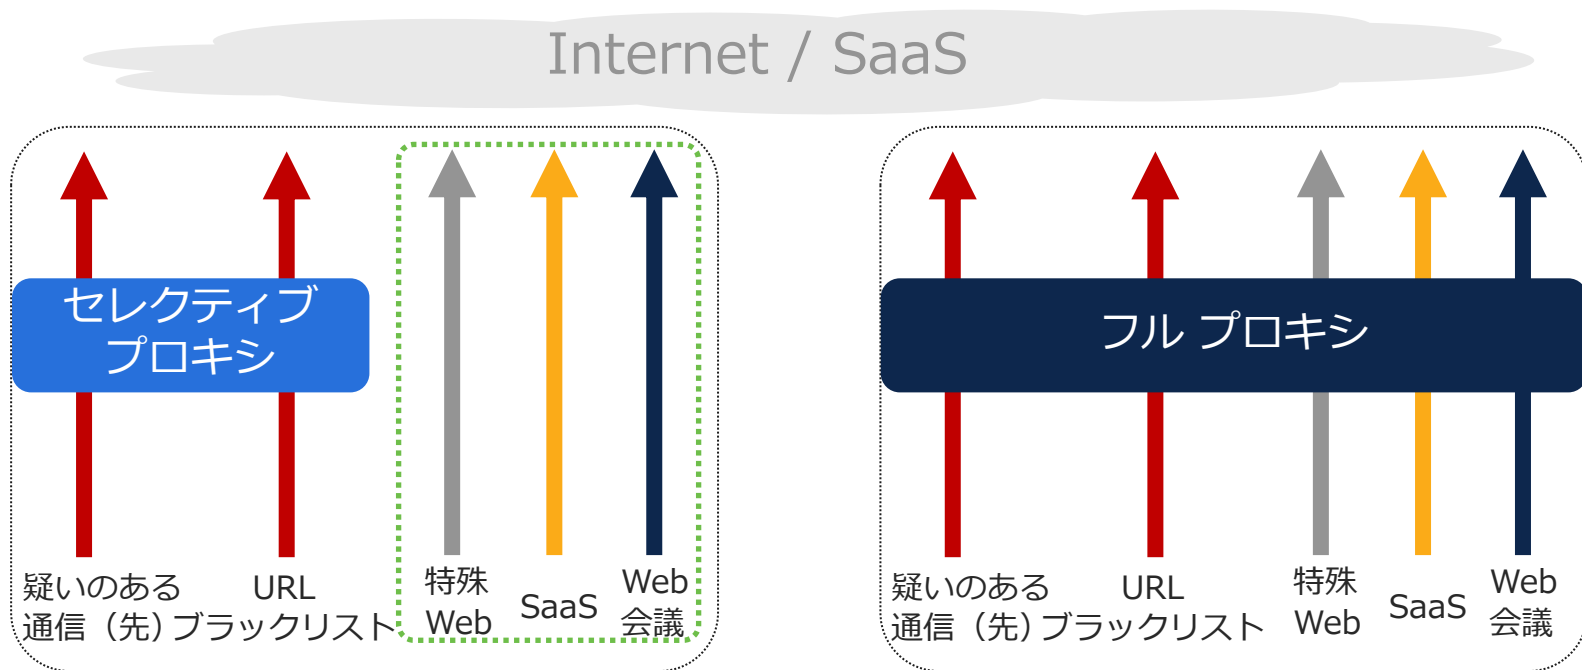 Internet / SaaS
セレクティブ
プロキシ
疑いのある
通信（先）
URL
ブラックリスト
特殊
Web
SaaS
Web
会議
フル プロキシ
疑いのある
通信（先）
URL
ブラックリスト
特殊
Web
SaaS
Web
会議